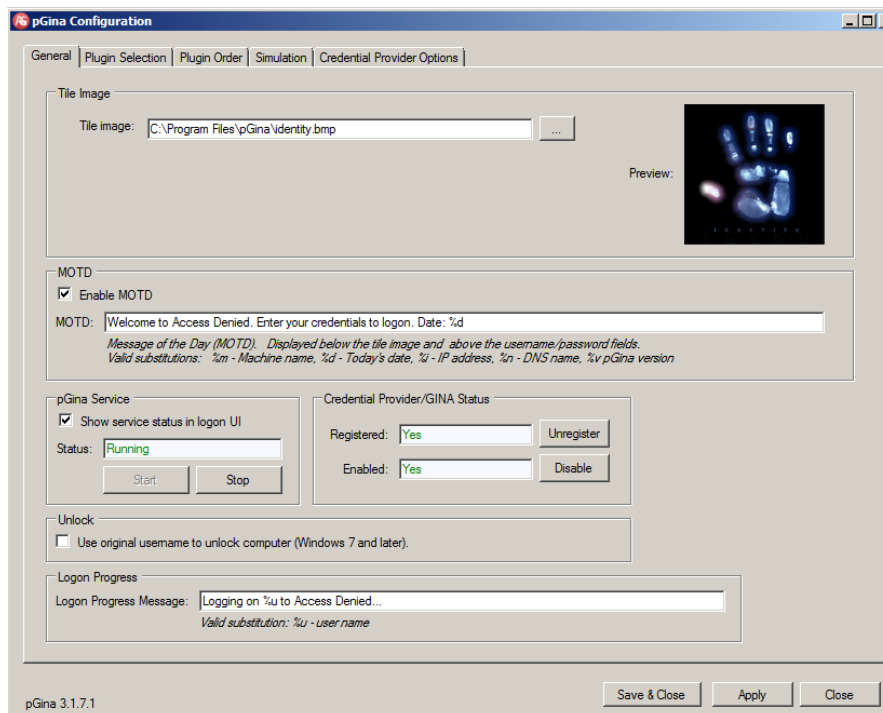 pGina Configuration
General Plugin Selection Plugin Order Simulation Credential Provider Options
Tile Image
Tile image: C:\Program Files\pGina\identity.bmp ...
Preview:
IDENTITY
MOTD
Enable MOTD
MOTD: Welcome to Access Denied. Enter your credentials to logon. Date: %d
Message of the Day (MOTD). Displayed below the tile image and above the username/password fields.
Valid substitutions: %m - Machine name, %d - Today's date, %i - IP address, %n - DNS name, %v pGina version
pGina Service
Show service status in logon UI
Status: Running
Start Stop
Credential Provider/GINA Status
Registered: Yes Unregister
Enabled: Yes Disable
Unlock
Use original username to unlock computer (Windows 7 and later).
Logon Progress
Logon Progress Message: Logging on %u to Access Denied...
Valid substitution: %u - user name
pGina 3.1.7.1
Save & Close Apply Close